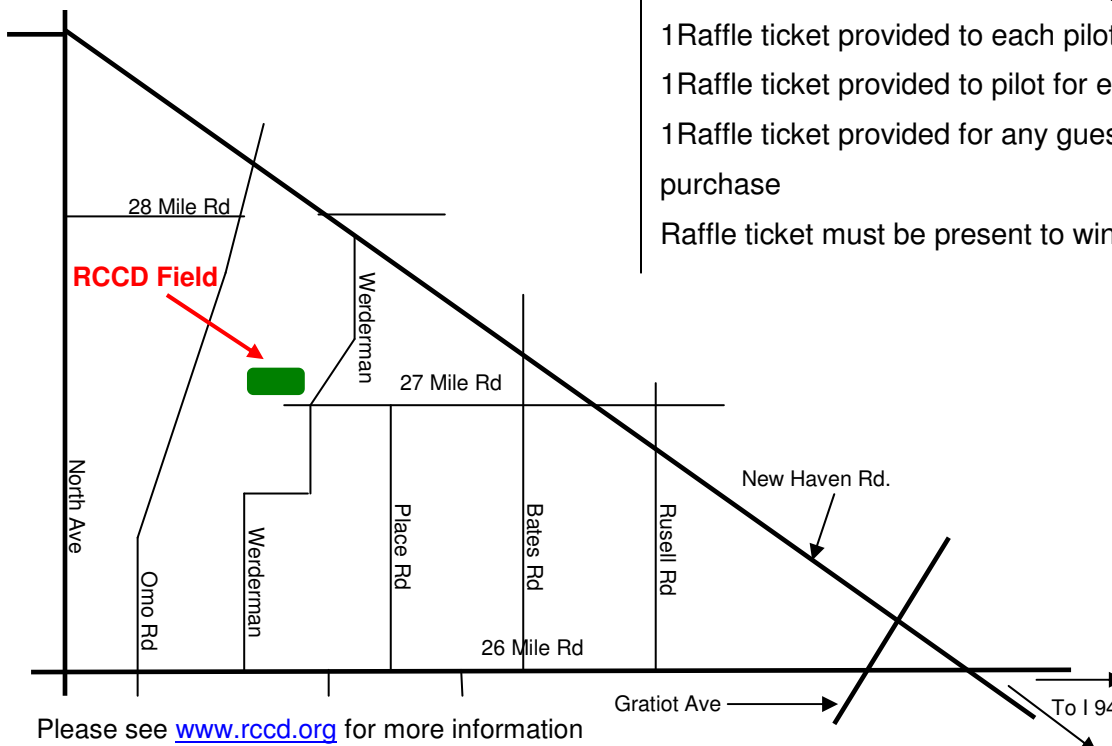 1Raffle ticket provided to each pilot
1Raffle ticket provided to pilot for
1Raffle ticket provided for any
purchase
Raffle ticket must be present to win
28 Mile Rd
RCCD Field
Werderman
27 Mile Rd
North Ave
New Haven Rd.
Omo Rd
Werderman
Place Rd
Bates Rd
Rusell Rd
26 Mile Rd
Gratiot Ave
To I 94
Please see www.rccd.org for more information